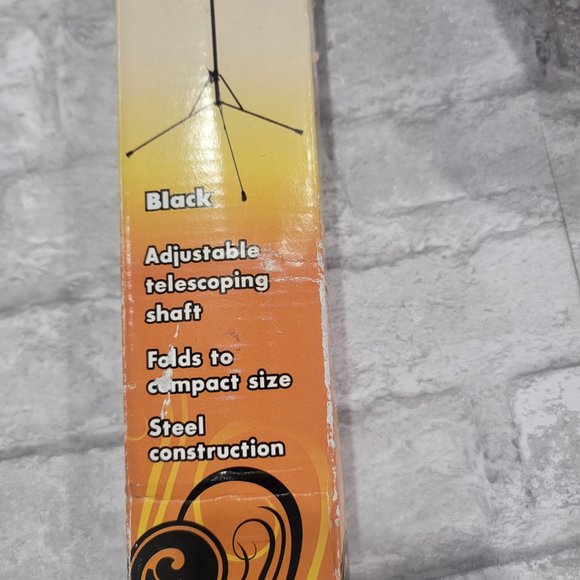 Black
Adjustable
telescoping
shaft
Folds to
compact size
Steel
construction